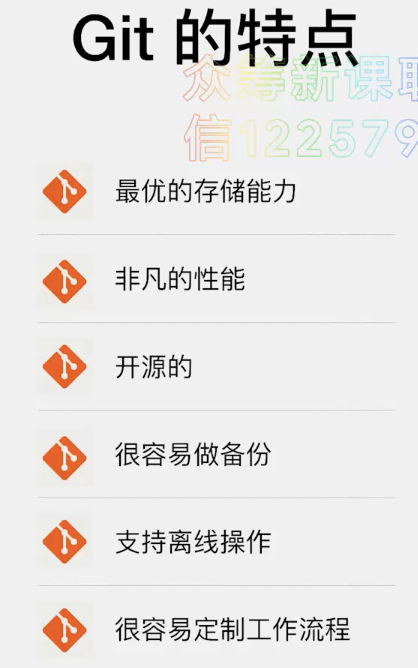 Git 的特点
众筹新课联
信122579
最优的存储能力
非凡的性能
开源的
很容易做备份
支持离线操作
很容易定制工作流程